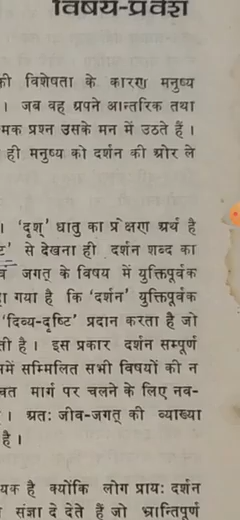 विषय-प्रवेश
की विशेषता के कारण मनुष्य
। जब वह अपने आन्तरिक तथा
मक प्रश्न उसके मन में उठते हैं ।
ही मनुष्य को दर्शन की ओर ले
। 'दृश्' धातु का प्रेक्षण अर्थ है
' से देखना ही दर्शन शब्द का
जगत् के विषय में युक्तिपूर्वक
गया है कि 'दर्शन' युक्तिपूर्वक
'दिव्य-दृष्टि' प्रदान करता है जो
ती है । इस प्रकार दर्शन सम्पूर्ण
में सम्मिलित सभी विषयों की न
मार्ग पर चलने के लिए नव-
। अतः जीव-जगत् की व्याख्या
है ।
यक है क्योंकि लोग प्रायः दर्शन
संज्ञा दे देते हैं जो भ्रान्तिपूर्ण